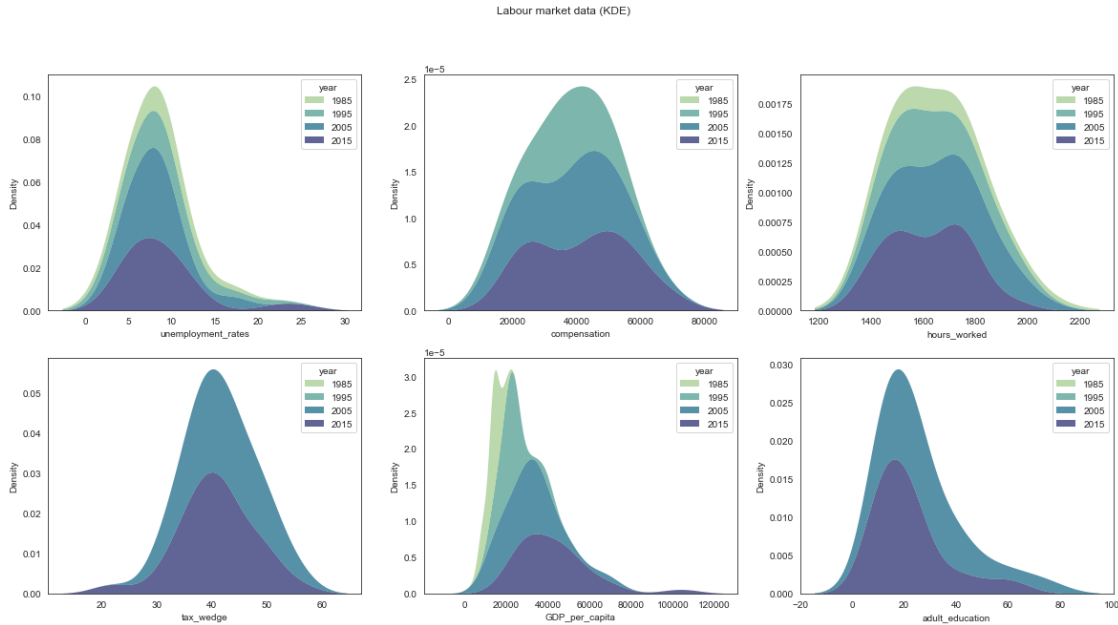 Labour market data (KDE)
Density
0.10
0.08
0.06
0.04
0.02
0.00
year
1985
1995
2005
2015
0 5 10 15 20 25 30
unemployment_rates
1e−5
Density
2.5
2.0
1.5
1.0
0.5
0.0
year
1985
1995
2005
2015
0 20000 40000 60000 80000
compensation
Density
0.00175
0.00150
0.00125
0.00100
0.00075
0.00050
0.00025
0.00000
year
1985
1995
2005
2015
1200 1400 1600 1800 2000 2200
hours_worked
Density
0.05
0.04
0.03
0.02
0.01
0.00
year
1985
1995
2005
2015
20 30 40 50 60
tax_wedge
1e−5
Density
3.0
2.5
2.0
1.5
1.0
0.5
0.0
year
1985
1995
2005
2015
0 20000 40000 60000 80000 100000 120000
GDP_per_capita
Density
0.030
0.025
0.020
0.015
0.010
0.005
0.000
year
1985
1995
2005
2015
−20 0 20 40 60 80 100
adult_education